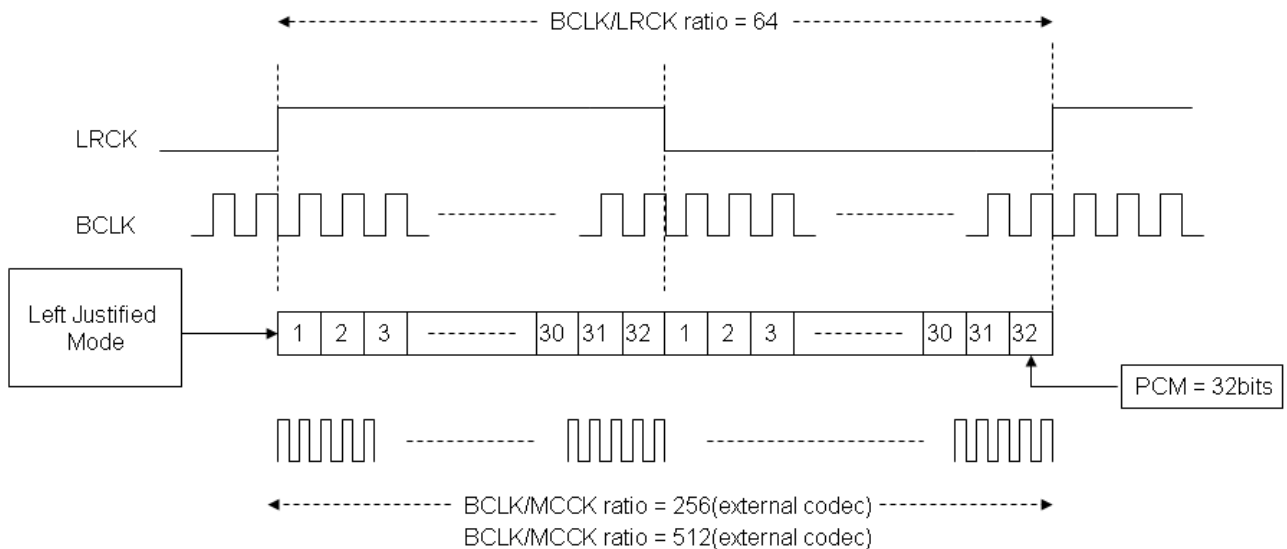 BCLK/LRCK ratio = 64
LRCK
BCLK
Left Justified
Mode
1 2 3 30 31 32 1 2 3 30 31 32
PCM = 32bits
BCLK/MCCK ratio = 256(external codec)
BCLK/MCCK ratio = 512(external codec)